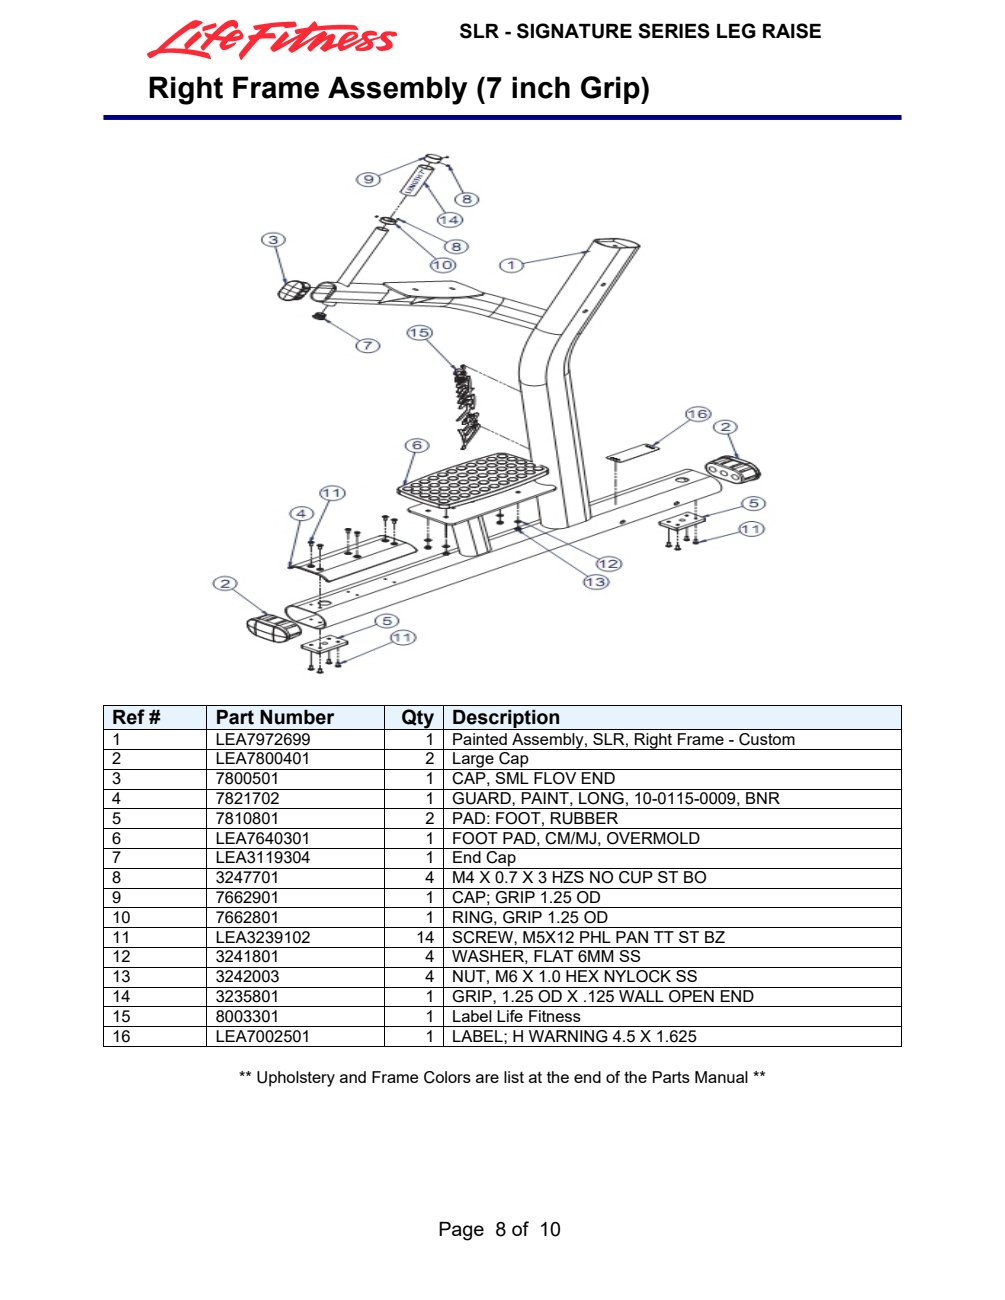 Life Fitness
SLR - SIGNATURE SERIES LEG RAISE
Right Frame Assembly (7 inch Grip)
9
8
LENGTH 7"
14
3
8
10
1
7
15
16
2
6
11
4
5
11
12
13
2
5
11
Ref # Part Number Qty Description
1 LEA7972699 1 Painted Assembly, SLR, Right Frame - Custom
2 LEA7800401 2 Large Cap
3 7800501 1 CAP, SML FLOV END
4 7821702 1 GUARD, PAINT, LONG, 10-0115-0009, BNR
5 7810801 2 PAD: FOOT, RUBBER
6 LEA7640301 1 FOOT PAD, CM/MJ, OVERMOLD
7 LEA3119304 1 End Cap
8 3247701 4 M4 X 0.7 X 3 HZS NO CUP ST BO
9 7662901 1 CAP; GRIP 1.25 OD
10 7662801 1 RING, GRIP 1.25 OD
11 LEA3239102 14 SCREW, M5X12 PHL PAN TT ST BZ
12 3241801 4 WASHER, FLAT 6MM SS
13 3242003 4 NUT, M6 X 1.0 HEX NYLOCK SS
14 3235801 1 GRIP, 1.25 OD X .125 WALL OPEN END
15 8003301 1 Label Life Fitness
16 LEA7002501 1 LABEL; H WARNING 4.5 X 1.625
** Upholstery and Frame Colors are list at the end of the Parts Manual **
Page 8 of 10